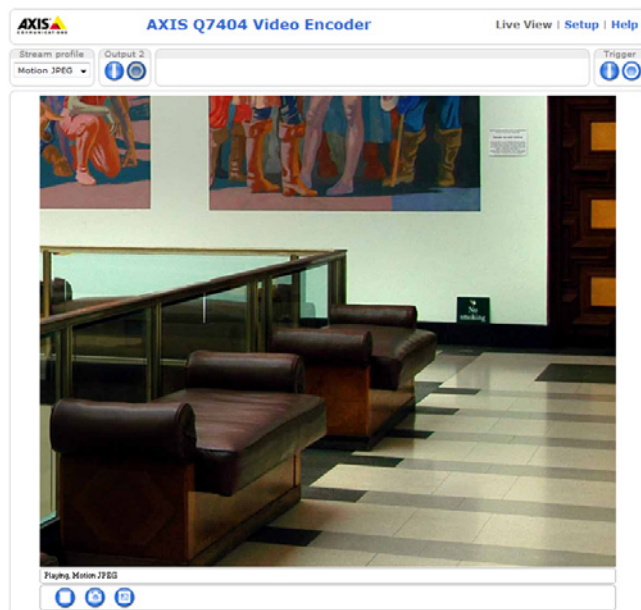 AXIS
COMMUNICATIONS
AXIS Q7404 Video Encoder
Live View | Setup | Help
Stream profile
Motion JPEG
Output 2
Trigger
No
smoking
Playing, Motion JPEG